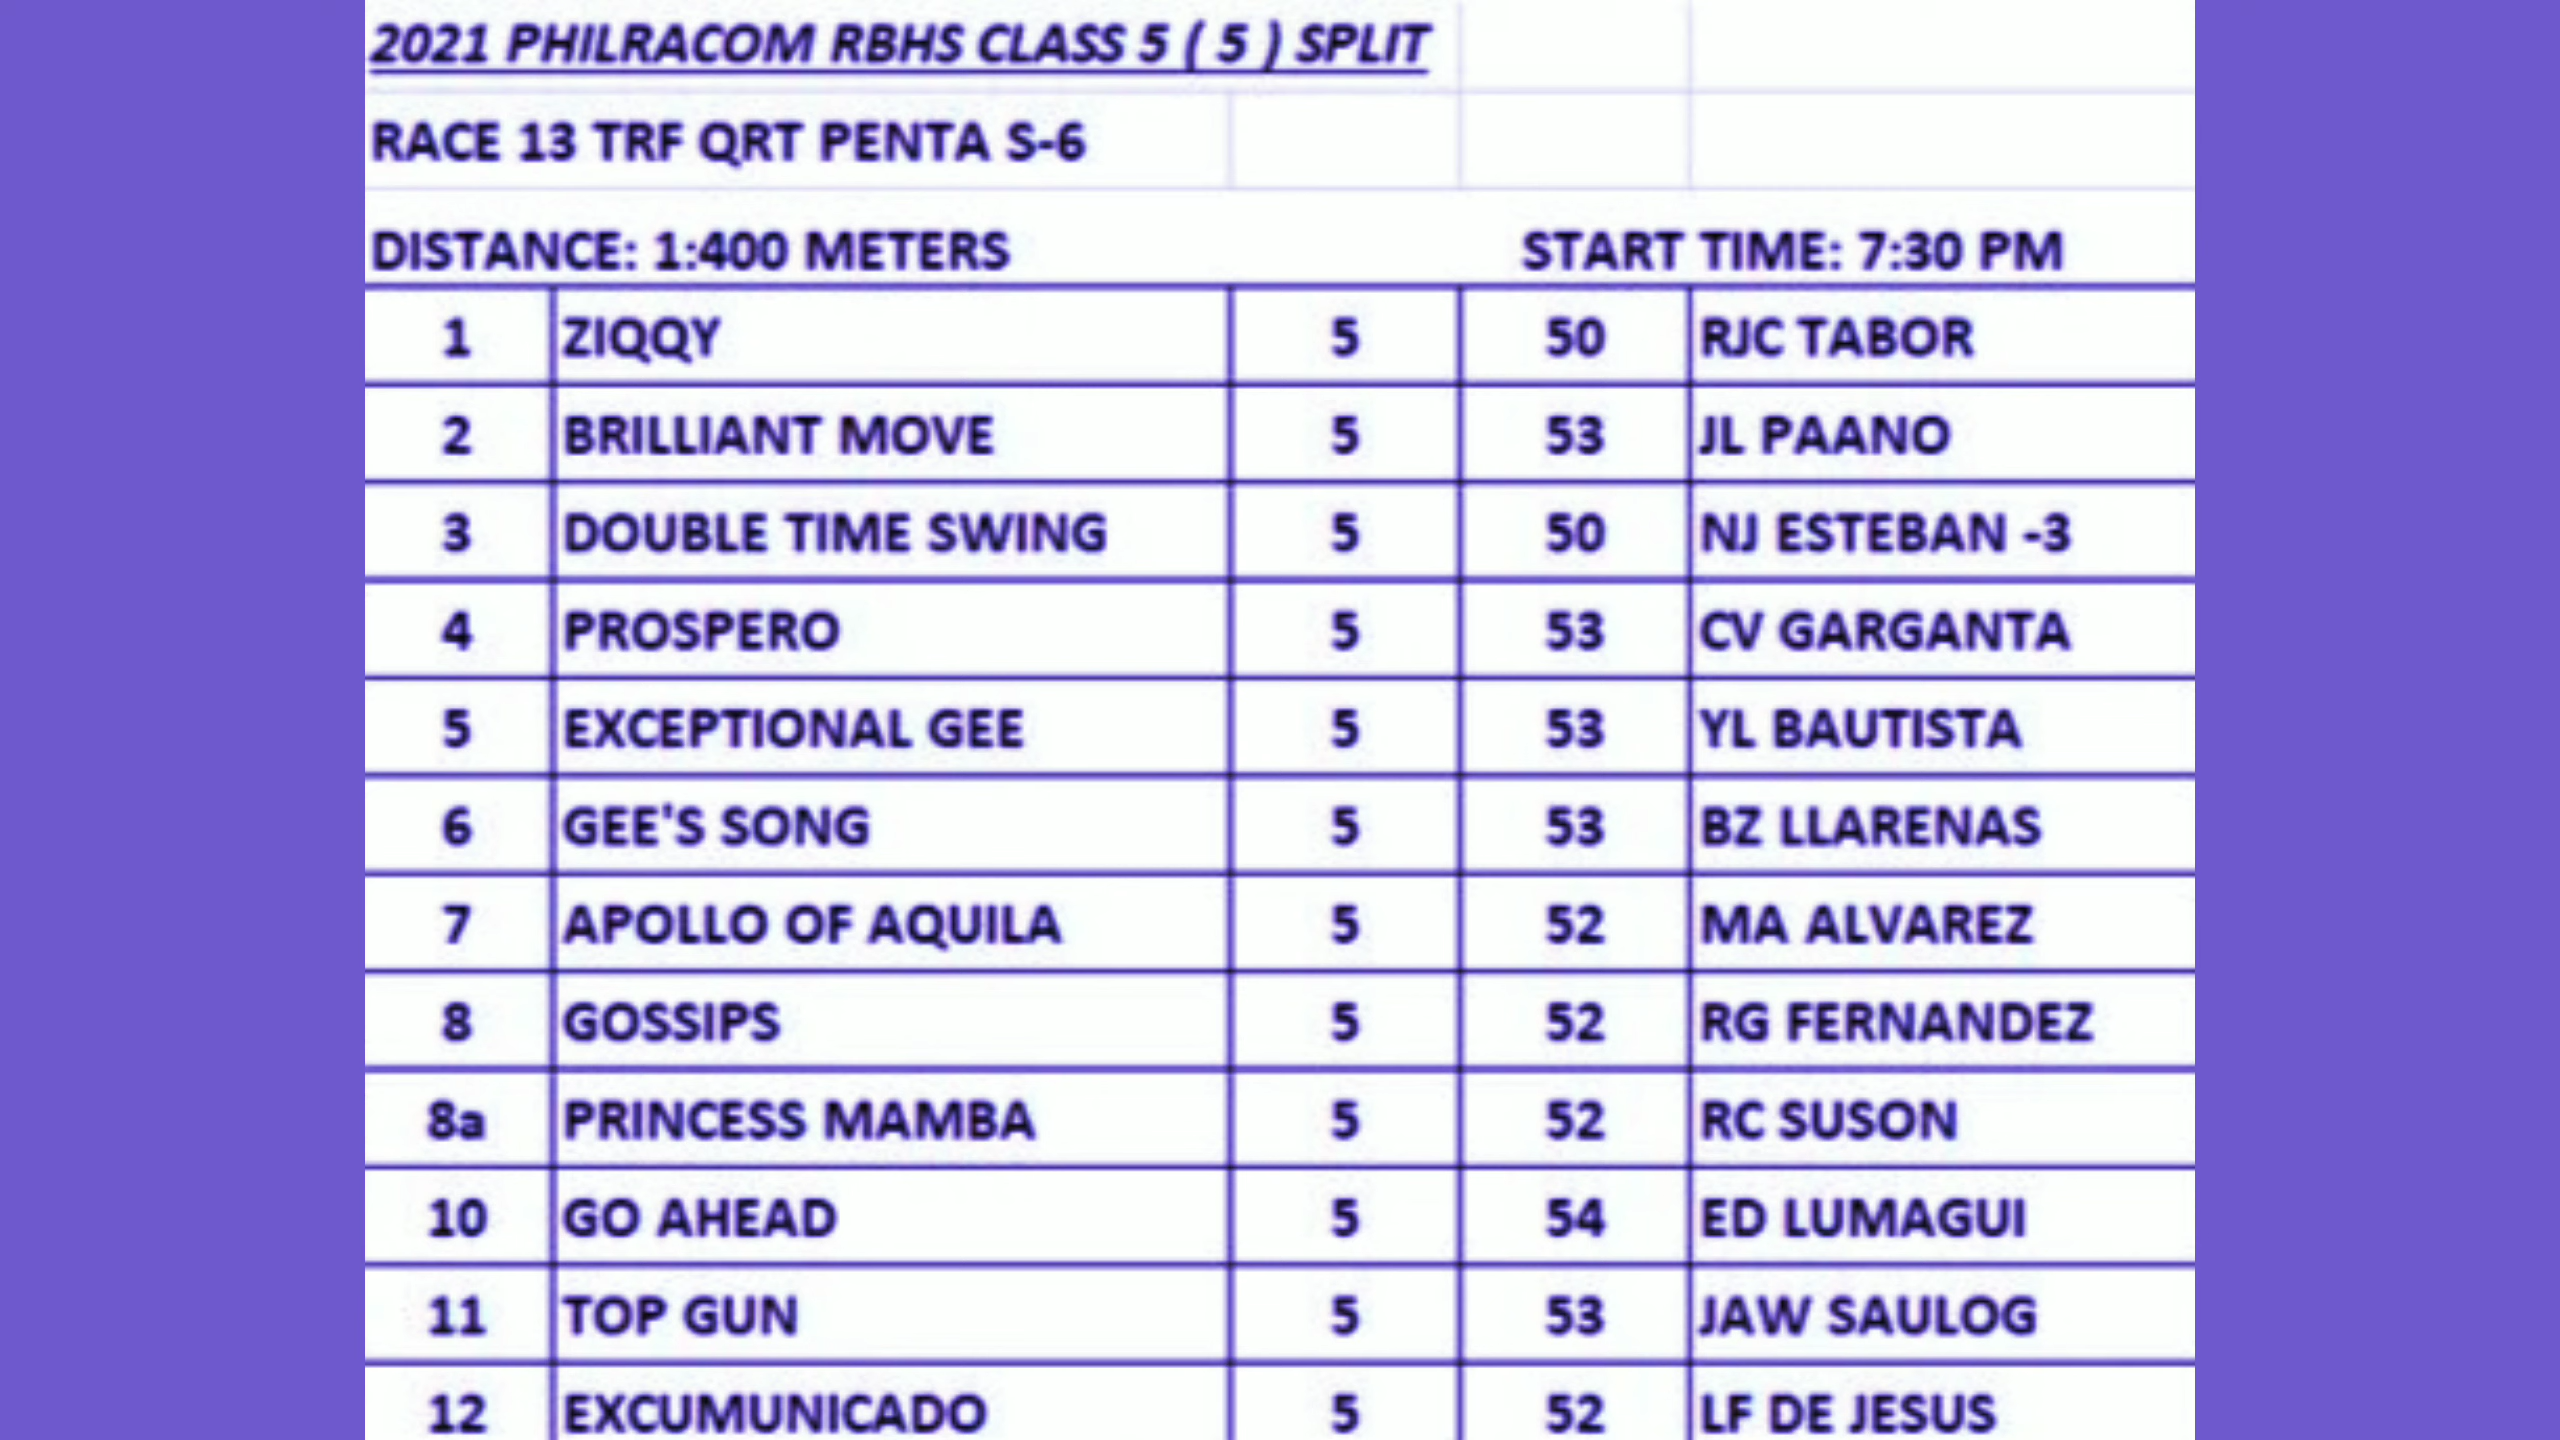 2021 PHILRACOM RBHS CLASS 5 ( 5 ) SPLIT
RACE 13 TRF QRT PENTA S-6
DISTANCE: 1:400 METERS START TIME: 7:30 PM
1 ZIQQY 5 50 RJC TABOR
2 BRILLIANT MOVE 5 53 JL PAANO
3 DOUBLE TIME SWING 5 50 NJ ESTEBAN -3
4 PROSPERO 5 53 CV GARGANTA
5 EXCEPTIONAL GEE 5 53 YL BAUTISTA
6 GEE'S SONG 5 53 BZ LLARENAS
7 APOLLO OF AQUILA 5 52 MA ALVAREZ
8 GOSSIPS 5 52 RG FERNANDEZ
8a PRINCESS MAMBA 5 52 RC SUSON
10 GO AHEAD 5 54 ED LUMAGUI
11 TOP GUN 5 53 JAW SAULOG
12 EXCUMUNICADO 5 52 LF DE JESUS